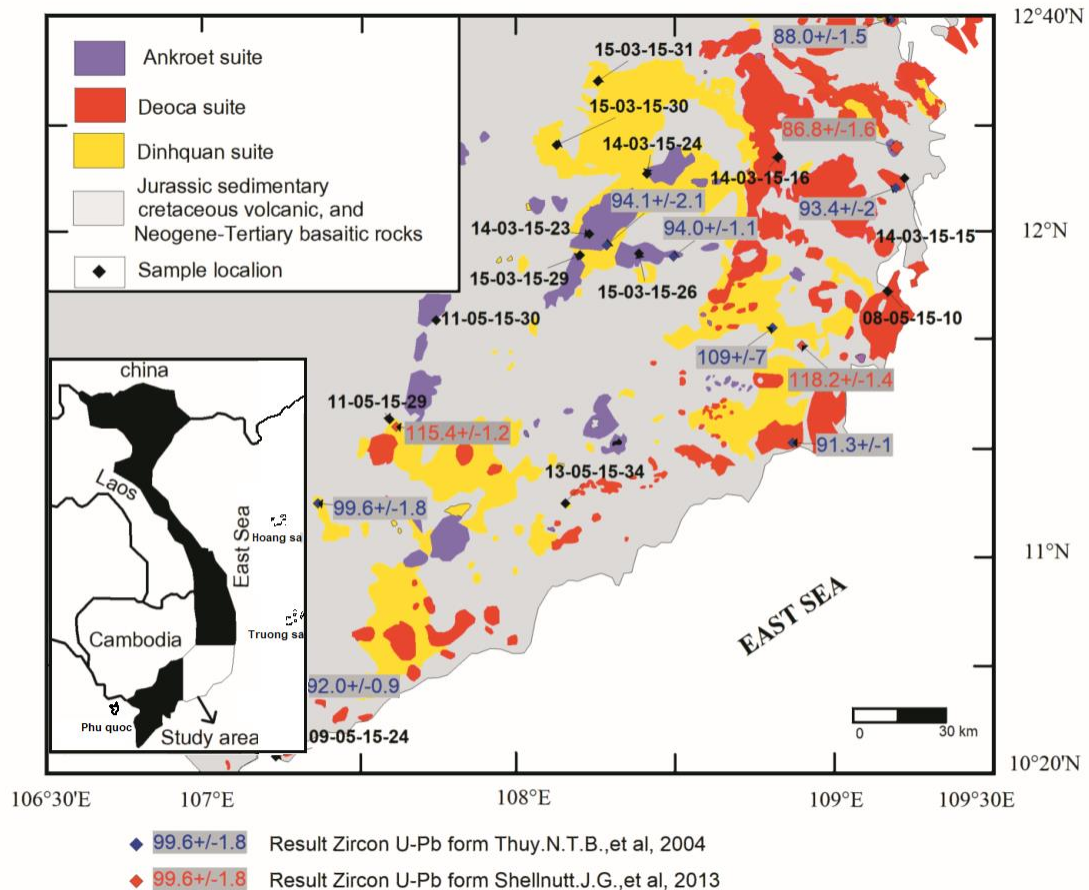 12°40'N
Ankroet suite
Deoca suite
Dinhquan suite
Jurassic sedimentary
cretaceous volcanic, and
Neogene-Tertiary basaitic rocks
Sample locaiion
88.0+/-1.5
15-03-15-31
15-03-15-30
86.8+/-1.6
14-03-15-24
14-03-15-16
94.1+/-2.1
93.4+/-2
14-03-15-23
94.0+/-1.1
12°N
14-03-15-15
15-03-15-29
15-03-15-26
11-05-15-30
08-05-15-10
109+/-7
118.2+/-1.4
11-05-15-29
115.4+/-1.2
91.3+/-1
13-05-15-34
99.6+/-1.8
11°N
EAST SEA
92.0+/-0.9
09-05-15-24
china
Laos
East Sea
Hoang sa
Truong sa
Cambodia
Phu quoc
Study area
0
30 km
10°20'N
106°30'E
107°E
108°E
109°E
109°30'E
99.6+/-1.8 Result Zircon U-Pb form Thuy.N.T.B.,et al, 2004
99.6+/-1.8 Result Zircon U-Pb form Shellnutt.J.G.,et al, 2013